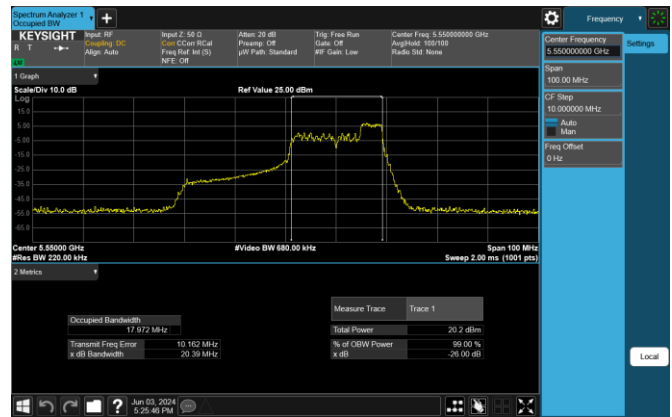 Spectrum Analyzer 1
Occupied BW
Frequency
KEYSIGHT
R T
LW
Input: RF
Coupling: DC
Align: Auto
Input Z: 50 Ω
Corr CCorr RCal
Freq Ref: Int (S)
NFE: Off
Atten: 20 dB
Preamp: Off
µW Path: Standard
Trig: Free Run
Gate: Off
#IF Gain: Low
Center Freq: 5.550000000 GHz
Avg|Hold: 100/100
Radio Std: None
Center Frequency
5.550000000 GHz
Settings
Span
100.00 MHz
CF Step
10.000000 MHz
Auto
Man
Freq Offset
0 Hz
1 Graph
Scale/Div 10.0 dB
Ref Value 25.00 dBm
Log
15.0
5.00
-5.00
-15.0
-25.0
-35.0
-45.0
-55.0
-65.0
Center 5.55000 GHz
#Video BW 680.00 kHz
Span 100 MHz
#Res BW 220.00 kHz
Sweep 2.00 ms (1001 pts)
2 Metrics
Occupied Bandwidth
17.972 MHz
Transmit Freq Error
10.162 MHz
x dB Bandwidth
20.39 MHz
Measure Trace
Trace 1
Total Power
20.2 dBm
% of OBW Power
99.00 %
x dB
-26.00 dB
Local
?
Jun 03, 2024
5:25:46 PM